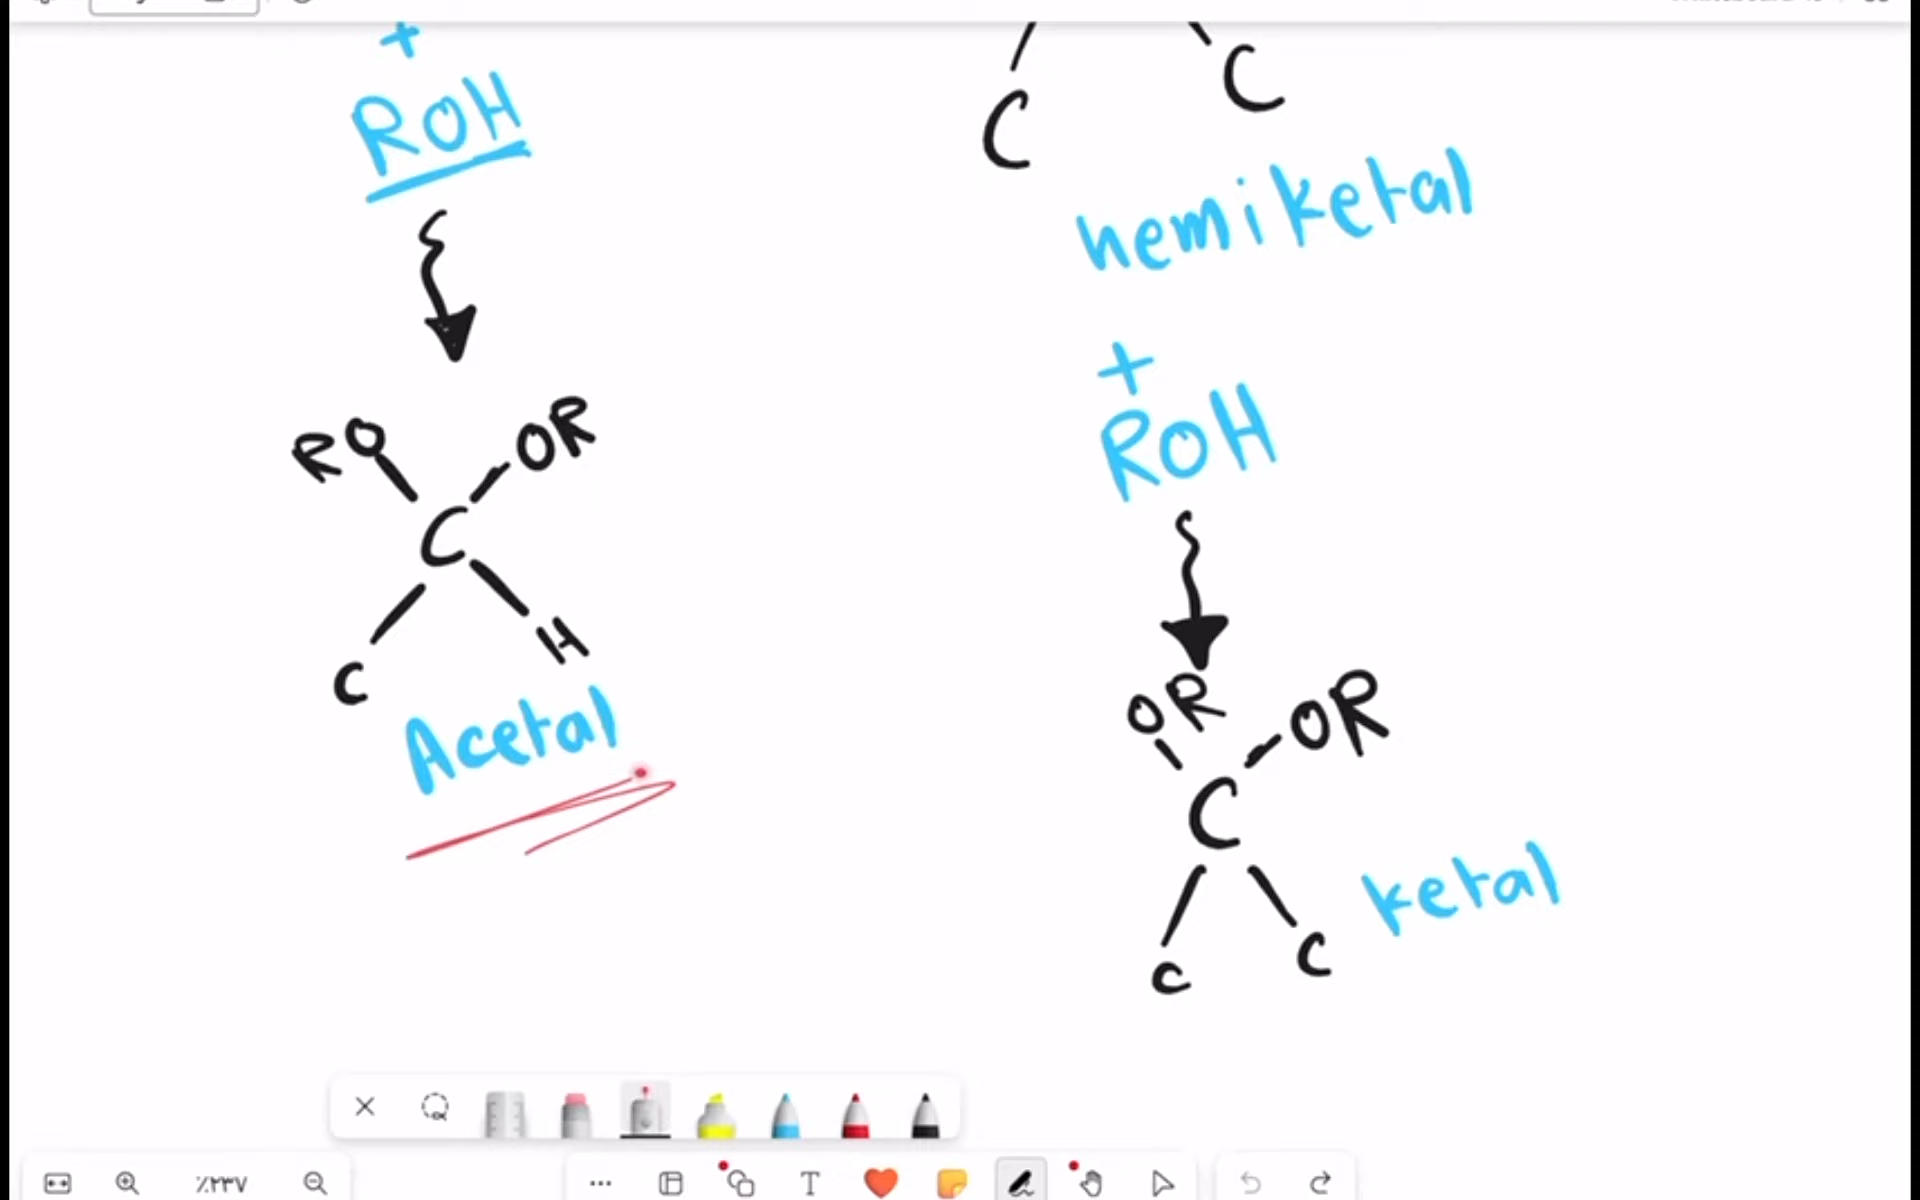 +
ROH
RO OR
C
C H
Acetal
C C
hemiketal
+
ROH
OR OR
C
C C
ketal
٪۲۳۷
T